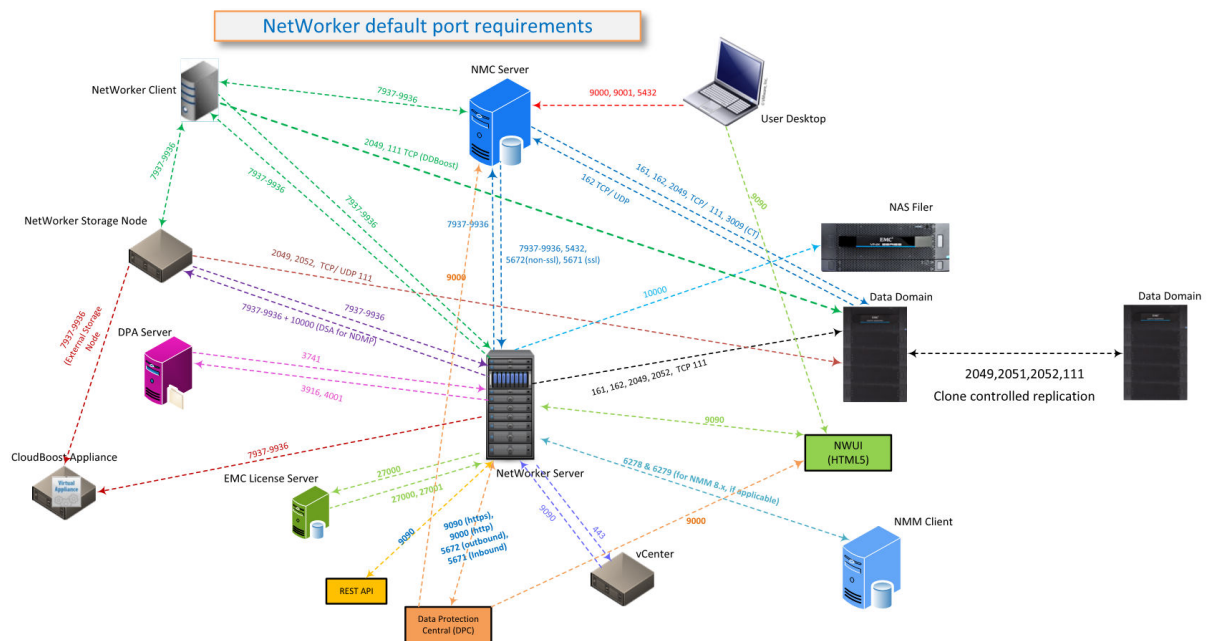 NetWorker default port requirements
NetWorker Client
NMC Server
User Desktop
7937-9936
9000, 9001, 5432
2049, 111 TCP (DDBoost)
161, 162, 2049, TCP/ 111, 3009 (CT)
162 TCP/ UDP
7937-9936
7937-9936
7937-9936
NetWorker Storage Node
9090
NAS Filer
EMC²
7937-9936
7937-9936, 5432,
5672(non-ssl), 5671 (ssl)
2049, 2052, TCP/ UDP 111
9000
10000
Data Domain
Data Domain
7937-9936
7937-9936 + 10000 (DSA for NDMP)
7937-9936
(External Storage
Node
DPA Server
3741
3916, 4001
161, 162, 2049, 2052, TCP 111
2049,2051,2052,111
Clone controlled replication
9090
NWUI
(HTML5)
7937-9936
CloudBoost Appliance
Virtual
Appliance
EMC License Server
27000
27000, 27001
NetWorker Server
6278 & 6279 (for NMM 8.x, if applicable)
9000
NMM Client
9090
9090 (https),
9000 (http)
5672 (outbound),
5671 (Inbound)
9090
443
vCenter
REST API
Data Protection
Central (DPC)